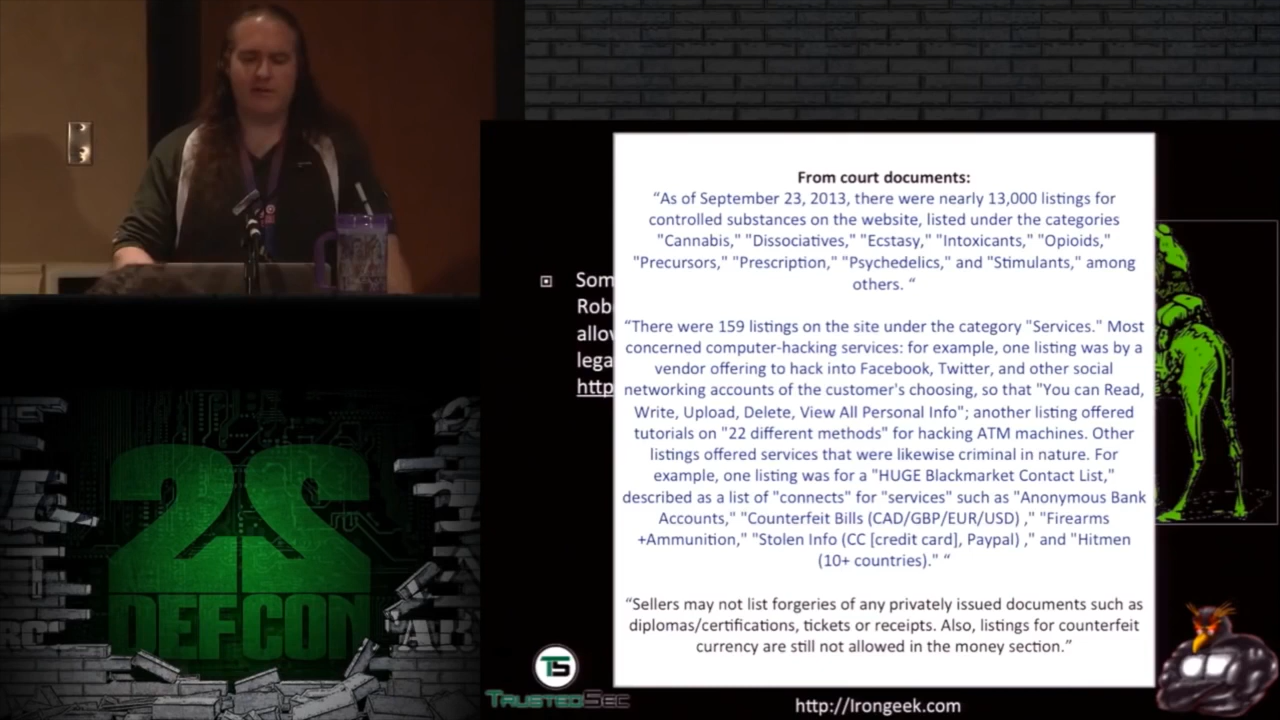 From court documents:
“As of September 23, 2013, there were nearly 13,000 listings for
controlled substances on the website, listed under the categories
"Cannabis," "Dissociatives," "Ecstasy," "Intoxicants," "Opioids,"
"Precursors," "Prescription," "Psychedelics," and "Stimulants," among
others. “
“There were 159 listings on the site under the category "Services." Most
concerned computer-hacking services: for example, one listing was by a
vendor offering to hack into Facebook, Twitter, and other social
networking accounts of the customer's choosing, so that "You can Read,
Write, Upload, Delete, View All Personal Info"; another listing offered
tutorials on "22 different methods" for hacking ATM machines. Other
listings offered services that were likewise criminal in nature. For
example, one listing was for a "HUGE Blackmarket Contact List,"
described as a list of "connects" for "services" such as "Anonymous Bank
Accounts," "Counterfeit Bills (CAD/GBP/EUR/USD) ," "Firearms
+Ammunition," "Stolen Info (CC [credit card], Paypal) ," and "Hitmen
(10+ countries)." “
“Sellers may not list forgeries of any privately issued documents such as
diplomas/certifications, tickets or receipts. Also, listings for counterfeit
currency are still not allowed in the money section.”
Som
Rob
allow
lega
http
22
DEFCON
TS
TRUSTEDSEC
http://Irongeek.com